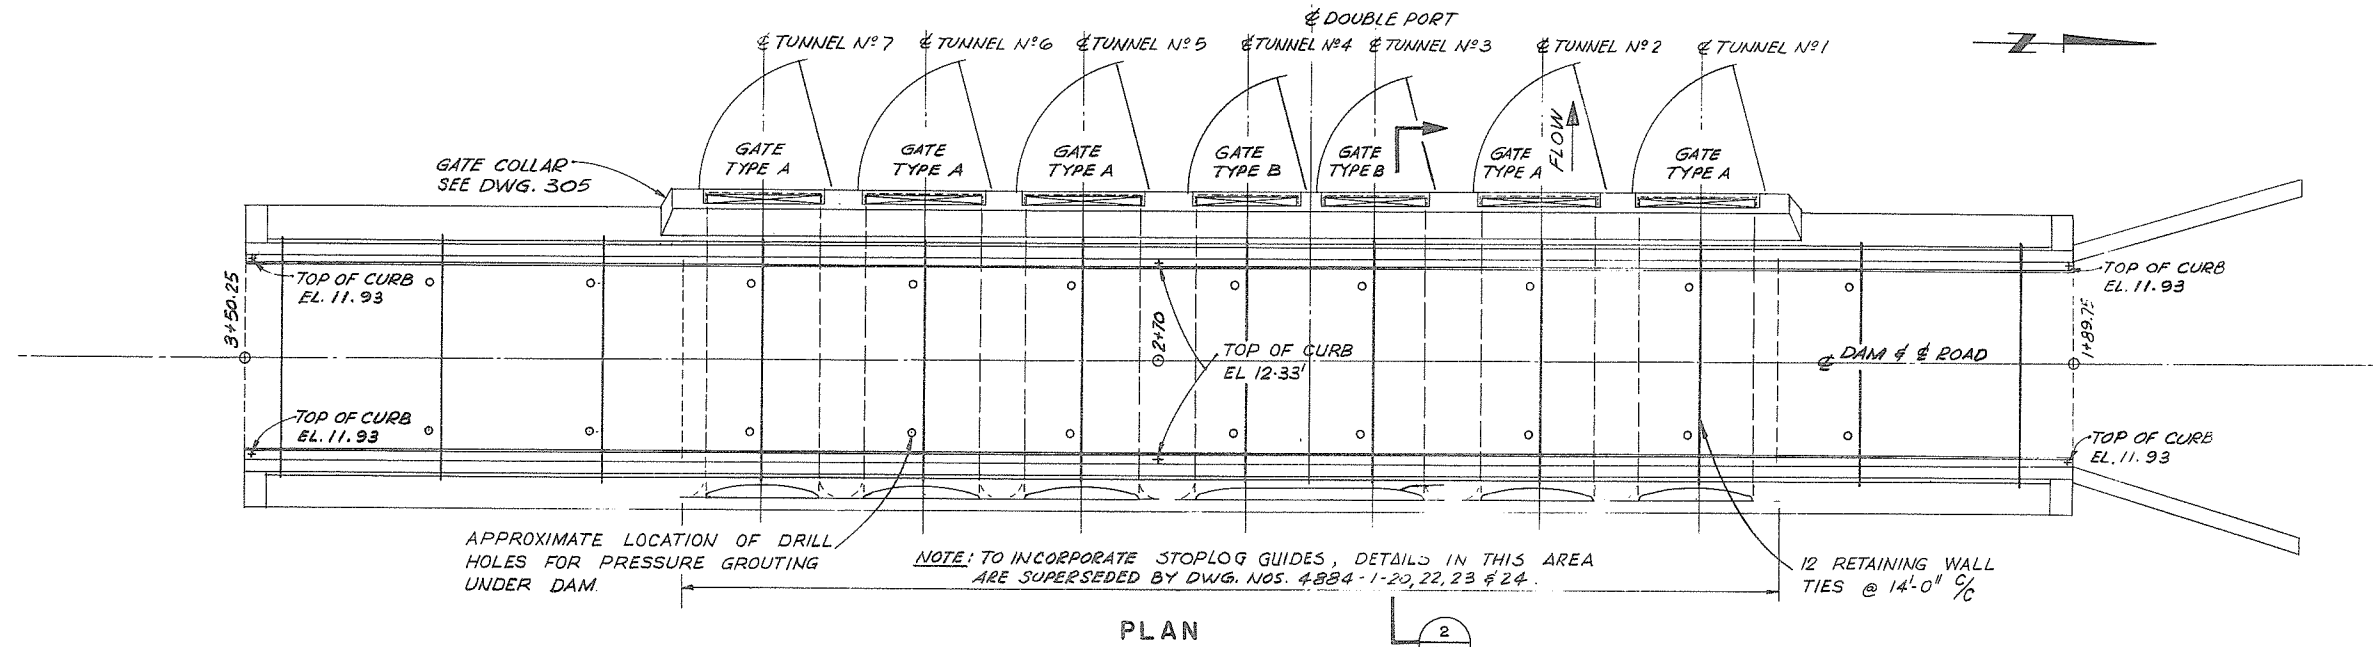 ℄ DOUBLE PORT
℄ TUNNEL Nº 7
℄ TUNNEL Nº 6
℄ TUNNEL Nº 5
℄ TUNNEL Nº 4
℄ TUNNEL Nº 3
℄ TUNNEL Nº 2
℄ TUNNEL Nº 1
Z
FLOW
GATE
TYPE A
GATE
TYPE A
GATE
TYPE A
GATE
TYPE B
GATE
TYPE B
GATE
TYPE A
GATE
TYPE A
GATE COLLAR
SEE DWG. 305
TOP OF CURB
EL. 11.93
TOP OF CURB
EL. 11.93
3+50.25
2+70
1+89.75
TOP OF CURB
EL 12.33'
℄ DAM & ℄ ROAD
TOP OF CURB
EL. 11.93
TOP OF CURB
EL. 11.93
APPROXIMATE LOCATION OF DRILL
HOLES FOR PRESSURE GROUTING
UNDER DAM.
NOTE: TO INCORPORATE STOPLOG GUIDES, DETAILS IN THIS AREA
ARE SUPERSEDED BY DWG. NOS. 4884-1-20, 22, 23 & 24.
12 RETAINING WALL
TIES @ 14'-0" C/C
PLAN
2